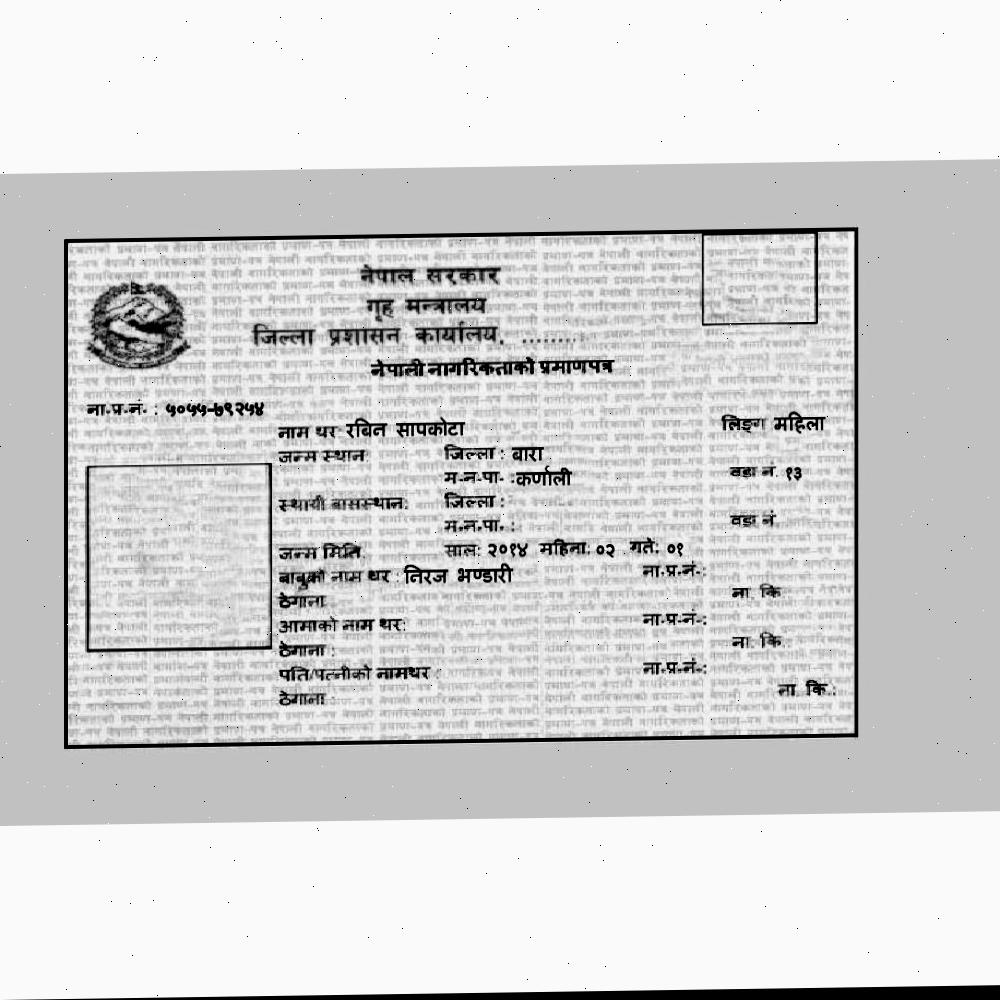 नेपाल सरकार
गृह मन्त्रालय
जिल्ला प्रशासन कार्यालय, ........
नेपाली नागरिकताको प्रमाणपत्र
ना.प्र.नं. : ५०५५-७९२५४
नाम थर रबिन सापकोटा लिङ्ग महिला
जन्म स्थान: जिल्ला : बारा
म.न.पा. : कर्णाली वडा नं. १३
स्थायी बासस्थान: जिल्ला :
म.न.पा. : वडा नं
जन्म मिति साल: २०१४ महिना: ०२ गते: ०१
बाबुको नाम थर : निरज भण्डारी ना.प्र.नं.:
ठेगाना ना. कि
आमाको नाम थर: ना.प्र.नं.:
ठेगाना : ना. कि.
पति/पत्नीको नामथर : ना.प्र.नं.:
ठेगाना ना. कि.: